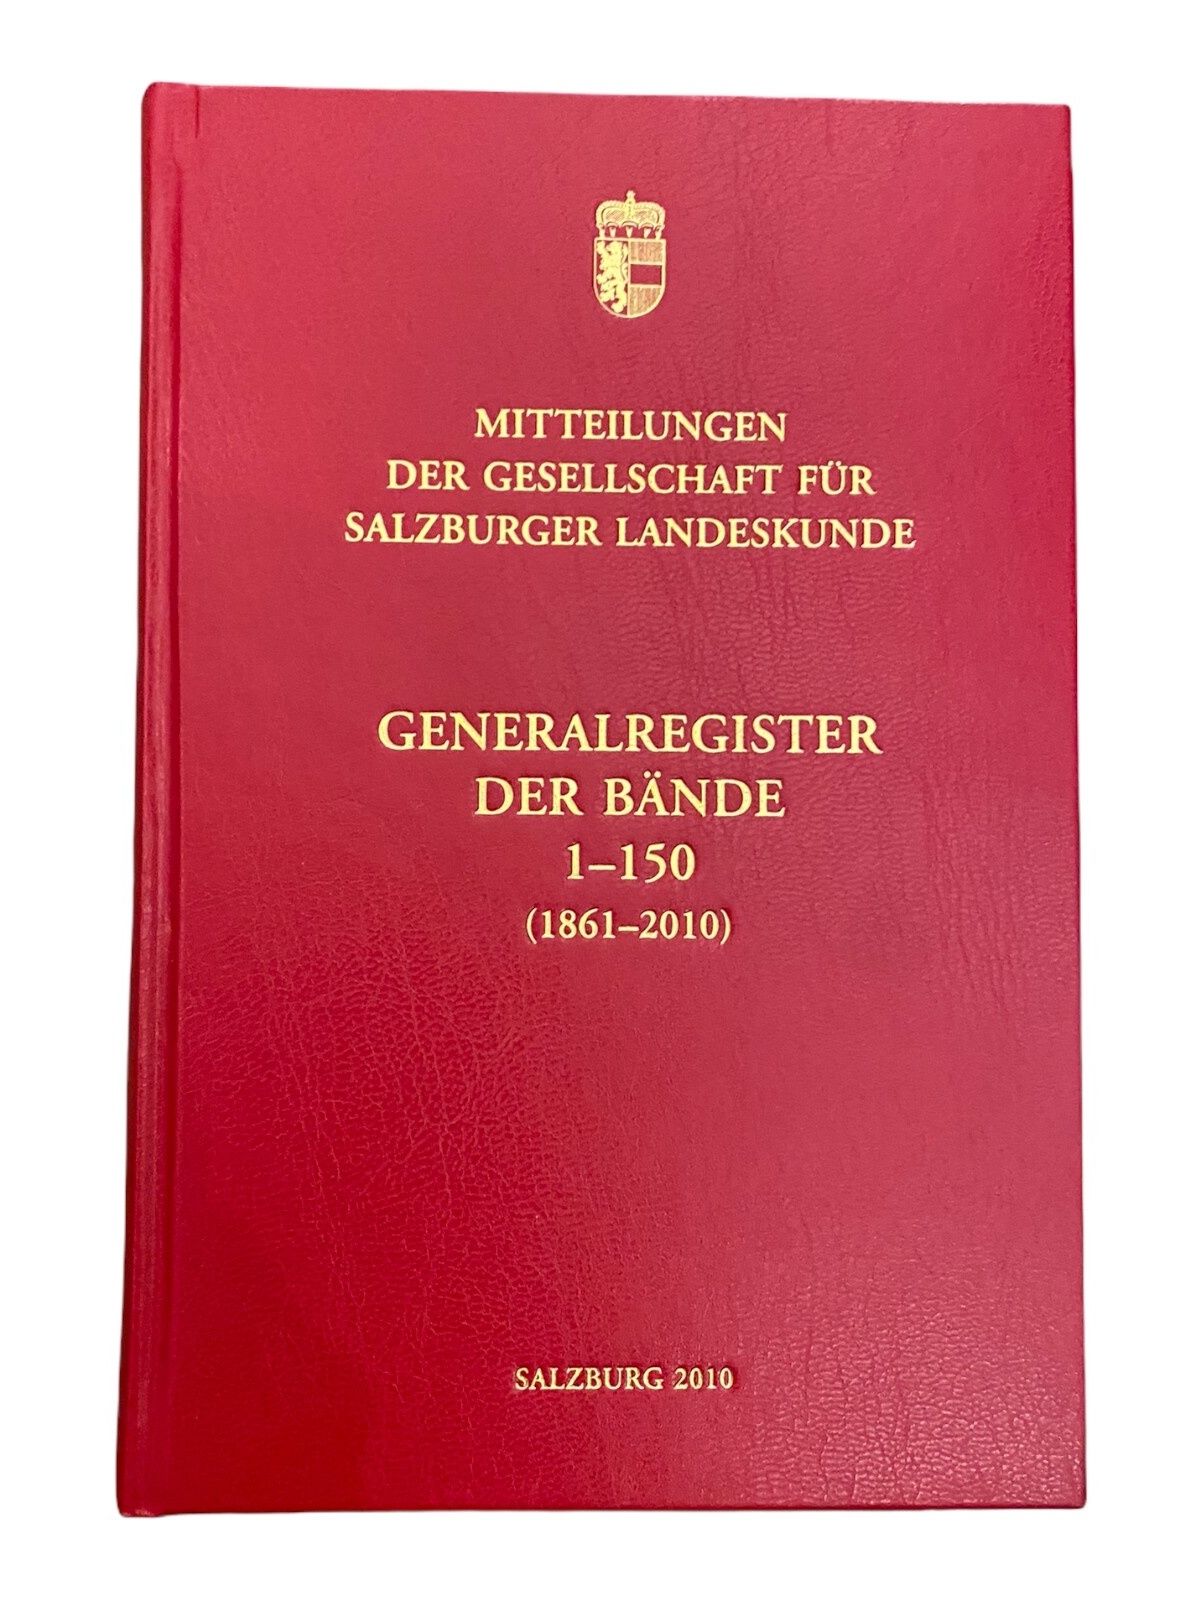 MITTEILUNGEN
DER GESELLSCHAFT FÜR
SALZBURGER LANDESKUNDE
GENERALREGISTER
DER BÄNDE
1–150
(1861–2010)
SALZBURG 2010